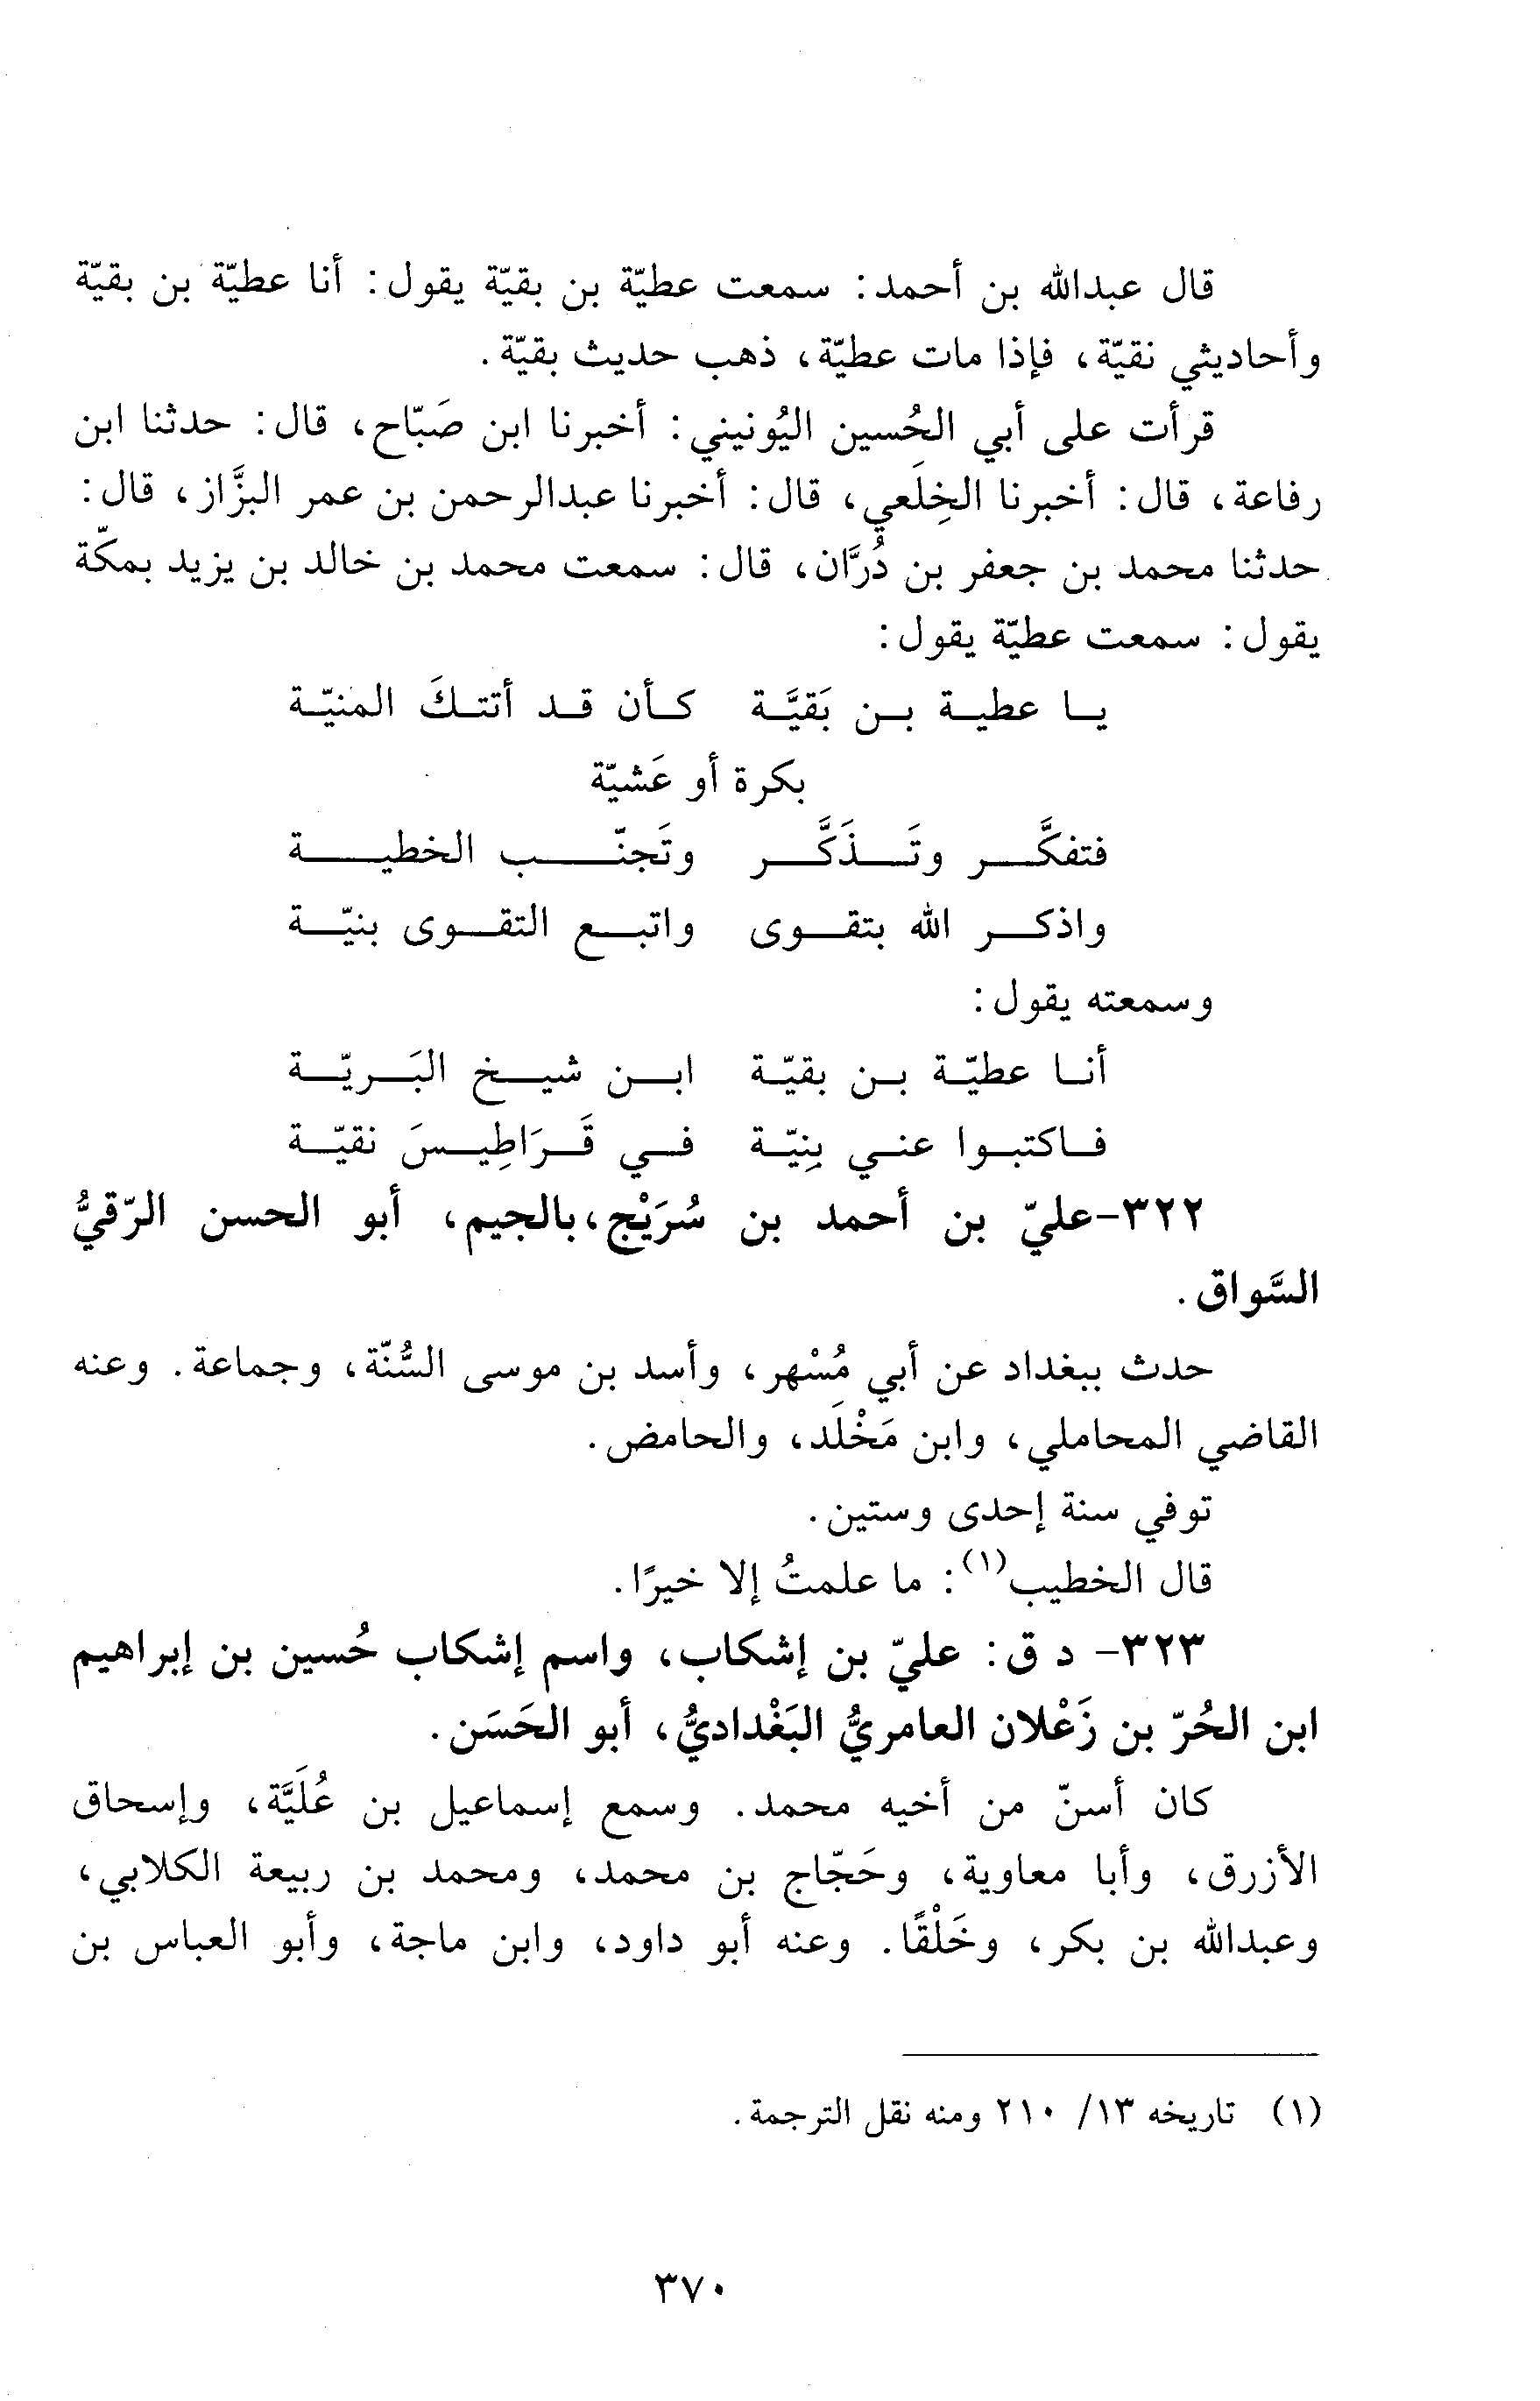 قال عبدالله بن أحمد: سمعت عطيّة بن بقيّة يقول: أنا عطيّة بن بقيّة
وأحاديثي نقيّة، فإذا مات عطيّة، ذهب حديث بقيّة.
قرأت على أبي الحُسين اليُونيني: أخبرنا ابن صَبّاح، قال: حدثنا ابن
رفاعة، قال: أخبرنا الخِلَعي، قال: أخبرنا عبدالرحمن بن عمر البزَّاز، قال:
حدثنا محمد بن جعفر بن دُرَّان، قال: سمعت محمد بن خالد بن يزيد بمكّة
يقول: سمعت عطيّة يقول:
يا عطية بن بَقيَّة كأن قد أتتكَ المنيّة
بكرة أو عَشيّة
فتفكَّر وتَذَكَّر وتَجنّب الخطية
واذكر الله بتقوى واتبع التقوى بنيّة
وسمعته يقول:
أنا عطيّة بن بقيّة ابن شيخ البَريّة
فاكتبوا عني بِنيّة في قَرَاطِيسَ نقيّة
٣٢٢-عليّ بن أحمد بن سُرَيْج،بالجيم، أبو الحسن الرّقيُّ
السَّواق.
حدث ببغداد عن أبي مُسْهر، وأسد بن موسى السُّنّة، وجماعة. وعنه
القاضي المحاملي، وابن مَخْلَد، والحامض.
توفي سنة إحدى وستين.
قال الخطيب(١): ما علمتُ إلا خيرًا.
٣٢٣- د ق: عليّ بن إشكاب، واسم إشكاب حُسين بن إبراهيم
ابن الحُرّ بن زَعْلان العامريُّ البَغْداديُّ، أبو الحَسَن.
كان أسنّ من أخيه محمد. وسمع إسماعيل بن عُلَيَّة، وإسحاق
الأزرق، وأبا معاوية، وحَجّاج بن محمد، ومحمد بن ربيعة الكلابي،
وعبدالله بن بكر، وخَلْقًا. وعنه أبو داود، وابن ماجة، وأبو العباس بن
(١) تاريخه ١٣/ ٢١٠ ومنه نقل الترجمة.
٣٧٠